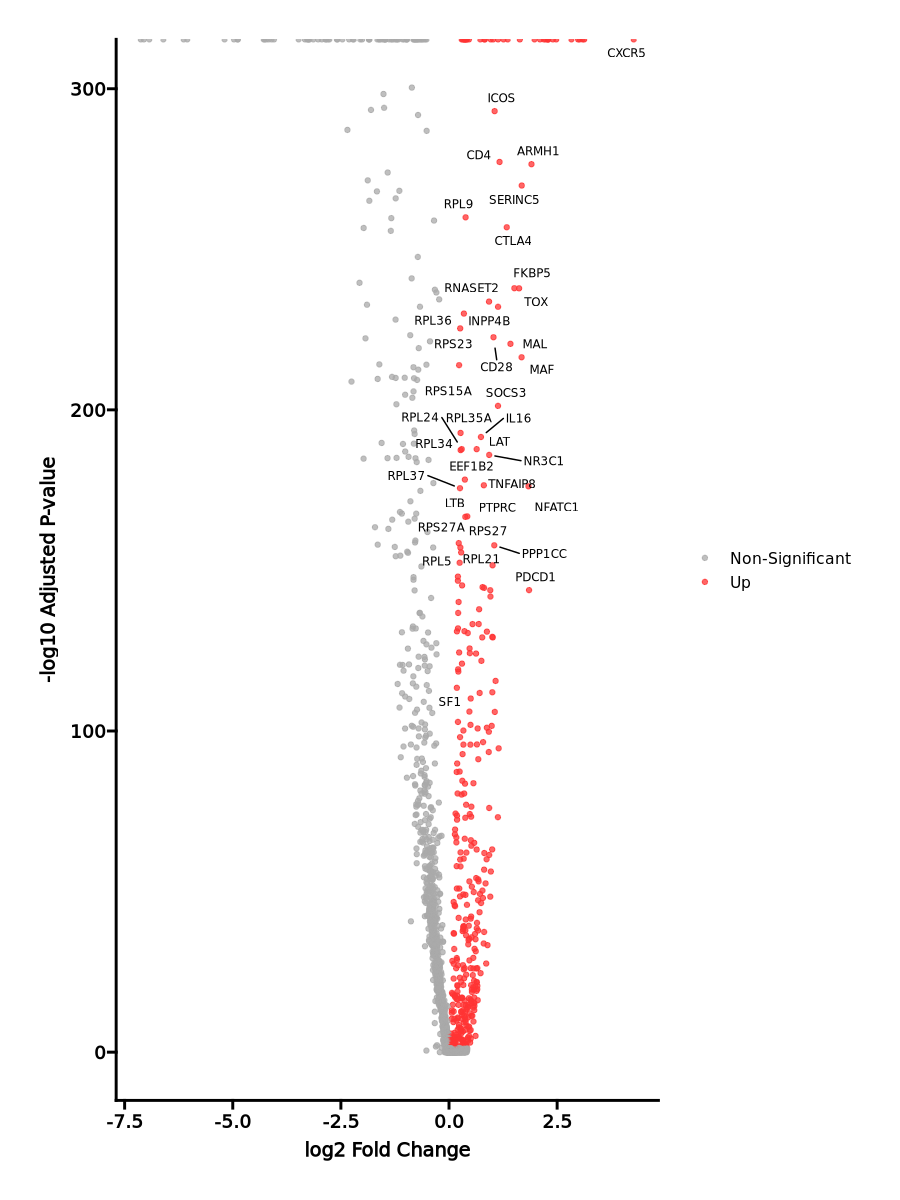 CXCR5
300
ICOS
CD4
ARMH1
SERINC5
RPL9
CTLA4
FKBP5
RNASET2
TOX
RPL36
INPP4B
RPS23
MAL
CD28
MAF
RPS15A
SOCS3
200
RPL24
RPL35A
IL16
RPL34
LAT
NR3C1
EEF1B2
RPL37
TNFAIP8
LTB
PTPRC
NFATC1
RPS27A
RPS27
PPP1CC
RPL5
RPL21
PDCD1
Non-Significant
Up
-log10 Adjusted P-value
SF1
100
0
-7.5
-5.0
-2.5
0.0
2.5
log2 Fold Change